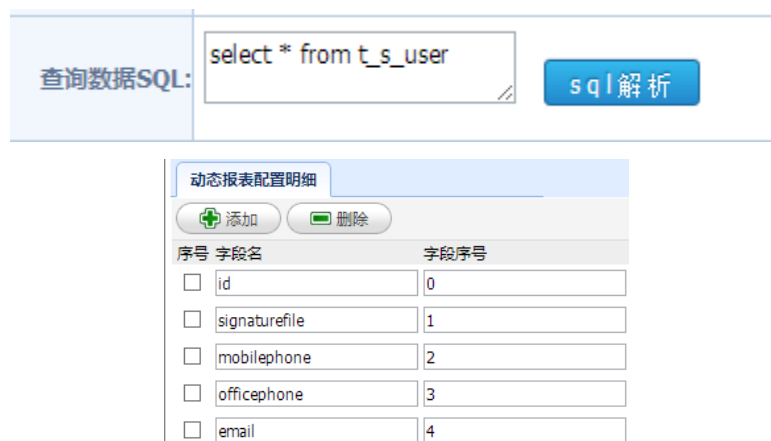 查询数据SQL:
select * from t_s_user
sql解析
动态报表配置明细
添加 删除
序号 字段名 字段序号
id 0
signaturefile 1
mobilephone 2
officephone 3
email 4